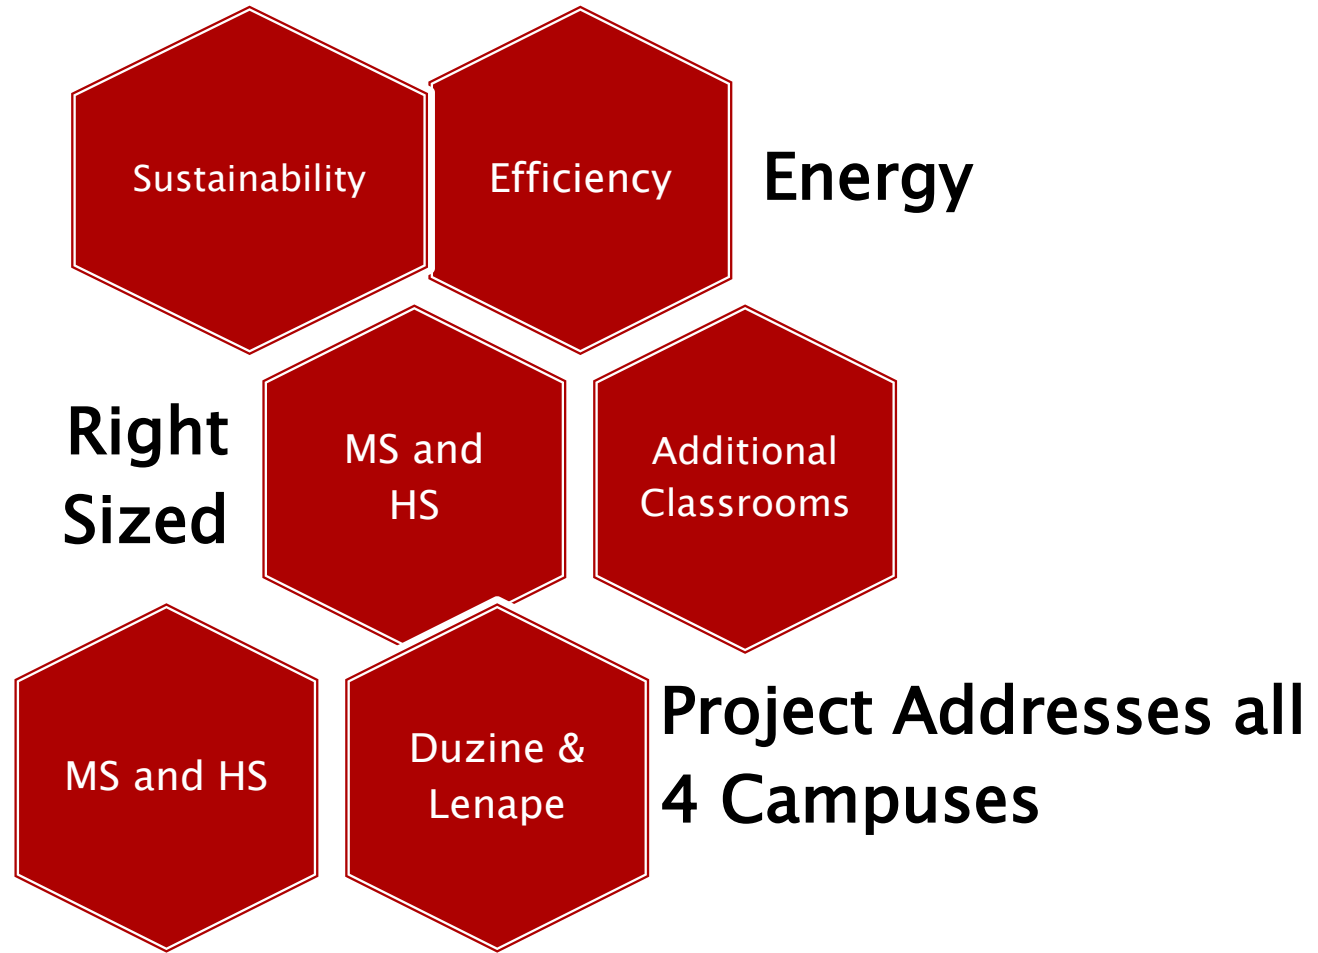 Sustainability
Efficiency
Energy
Right
Sized
MS and
HS
Additional
Classrooms
MS and HS
Duzine &
Lenape
Project Addresses all
4 Campuses